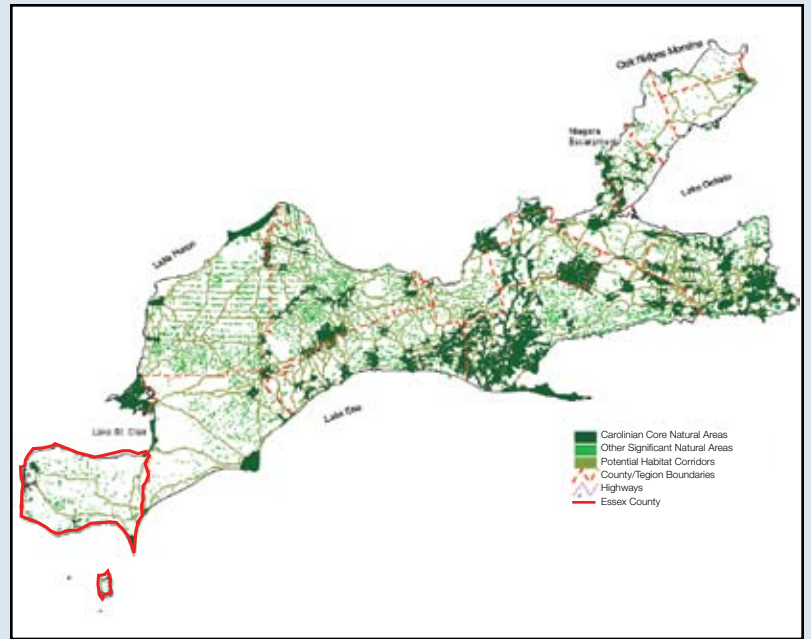 Oak Ridges Moraine
Niagara
Escarpment
Lake Ontario
Lake Huron
Lake St. Clair
Lake Erie
Carolinian Core Natural Areas
Other Significant Natural Areas
Potential Habitat Corridors
County/Tegion Boundaries
Highways
Essex County